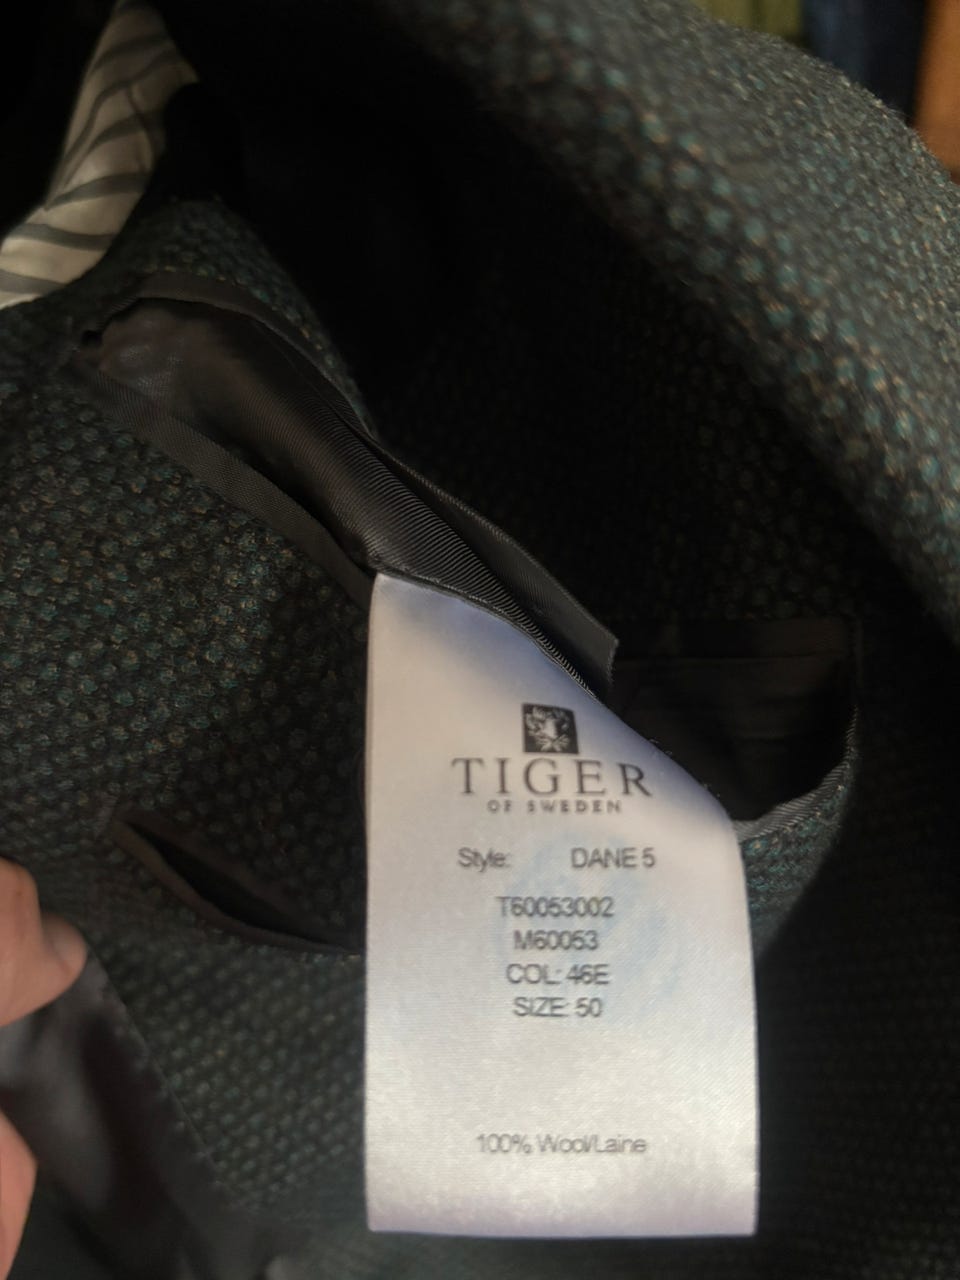 TIGER
OF SWEDEN
Style: DANE 5
T60053002
M60053
COL: 46E
SIZE: 50
100% Wool/Laine